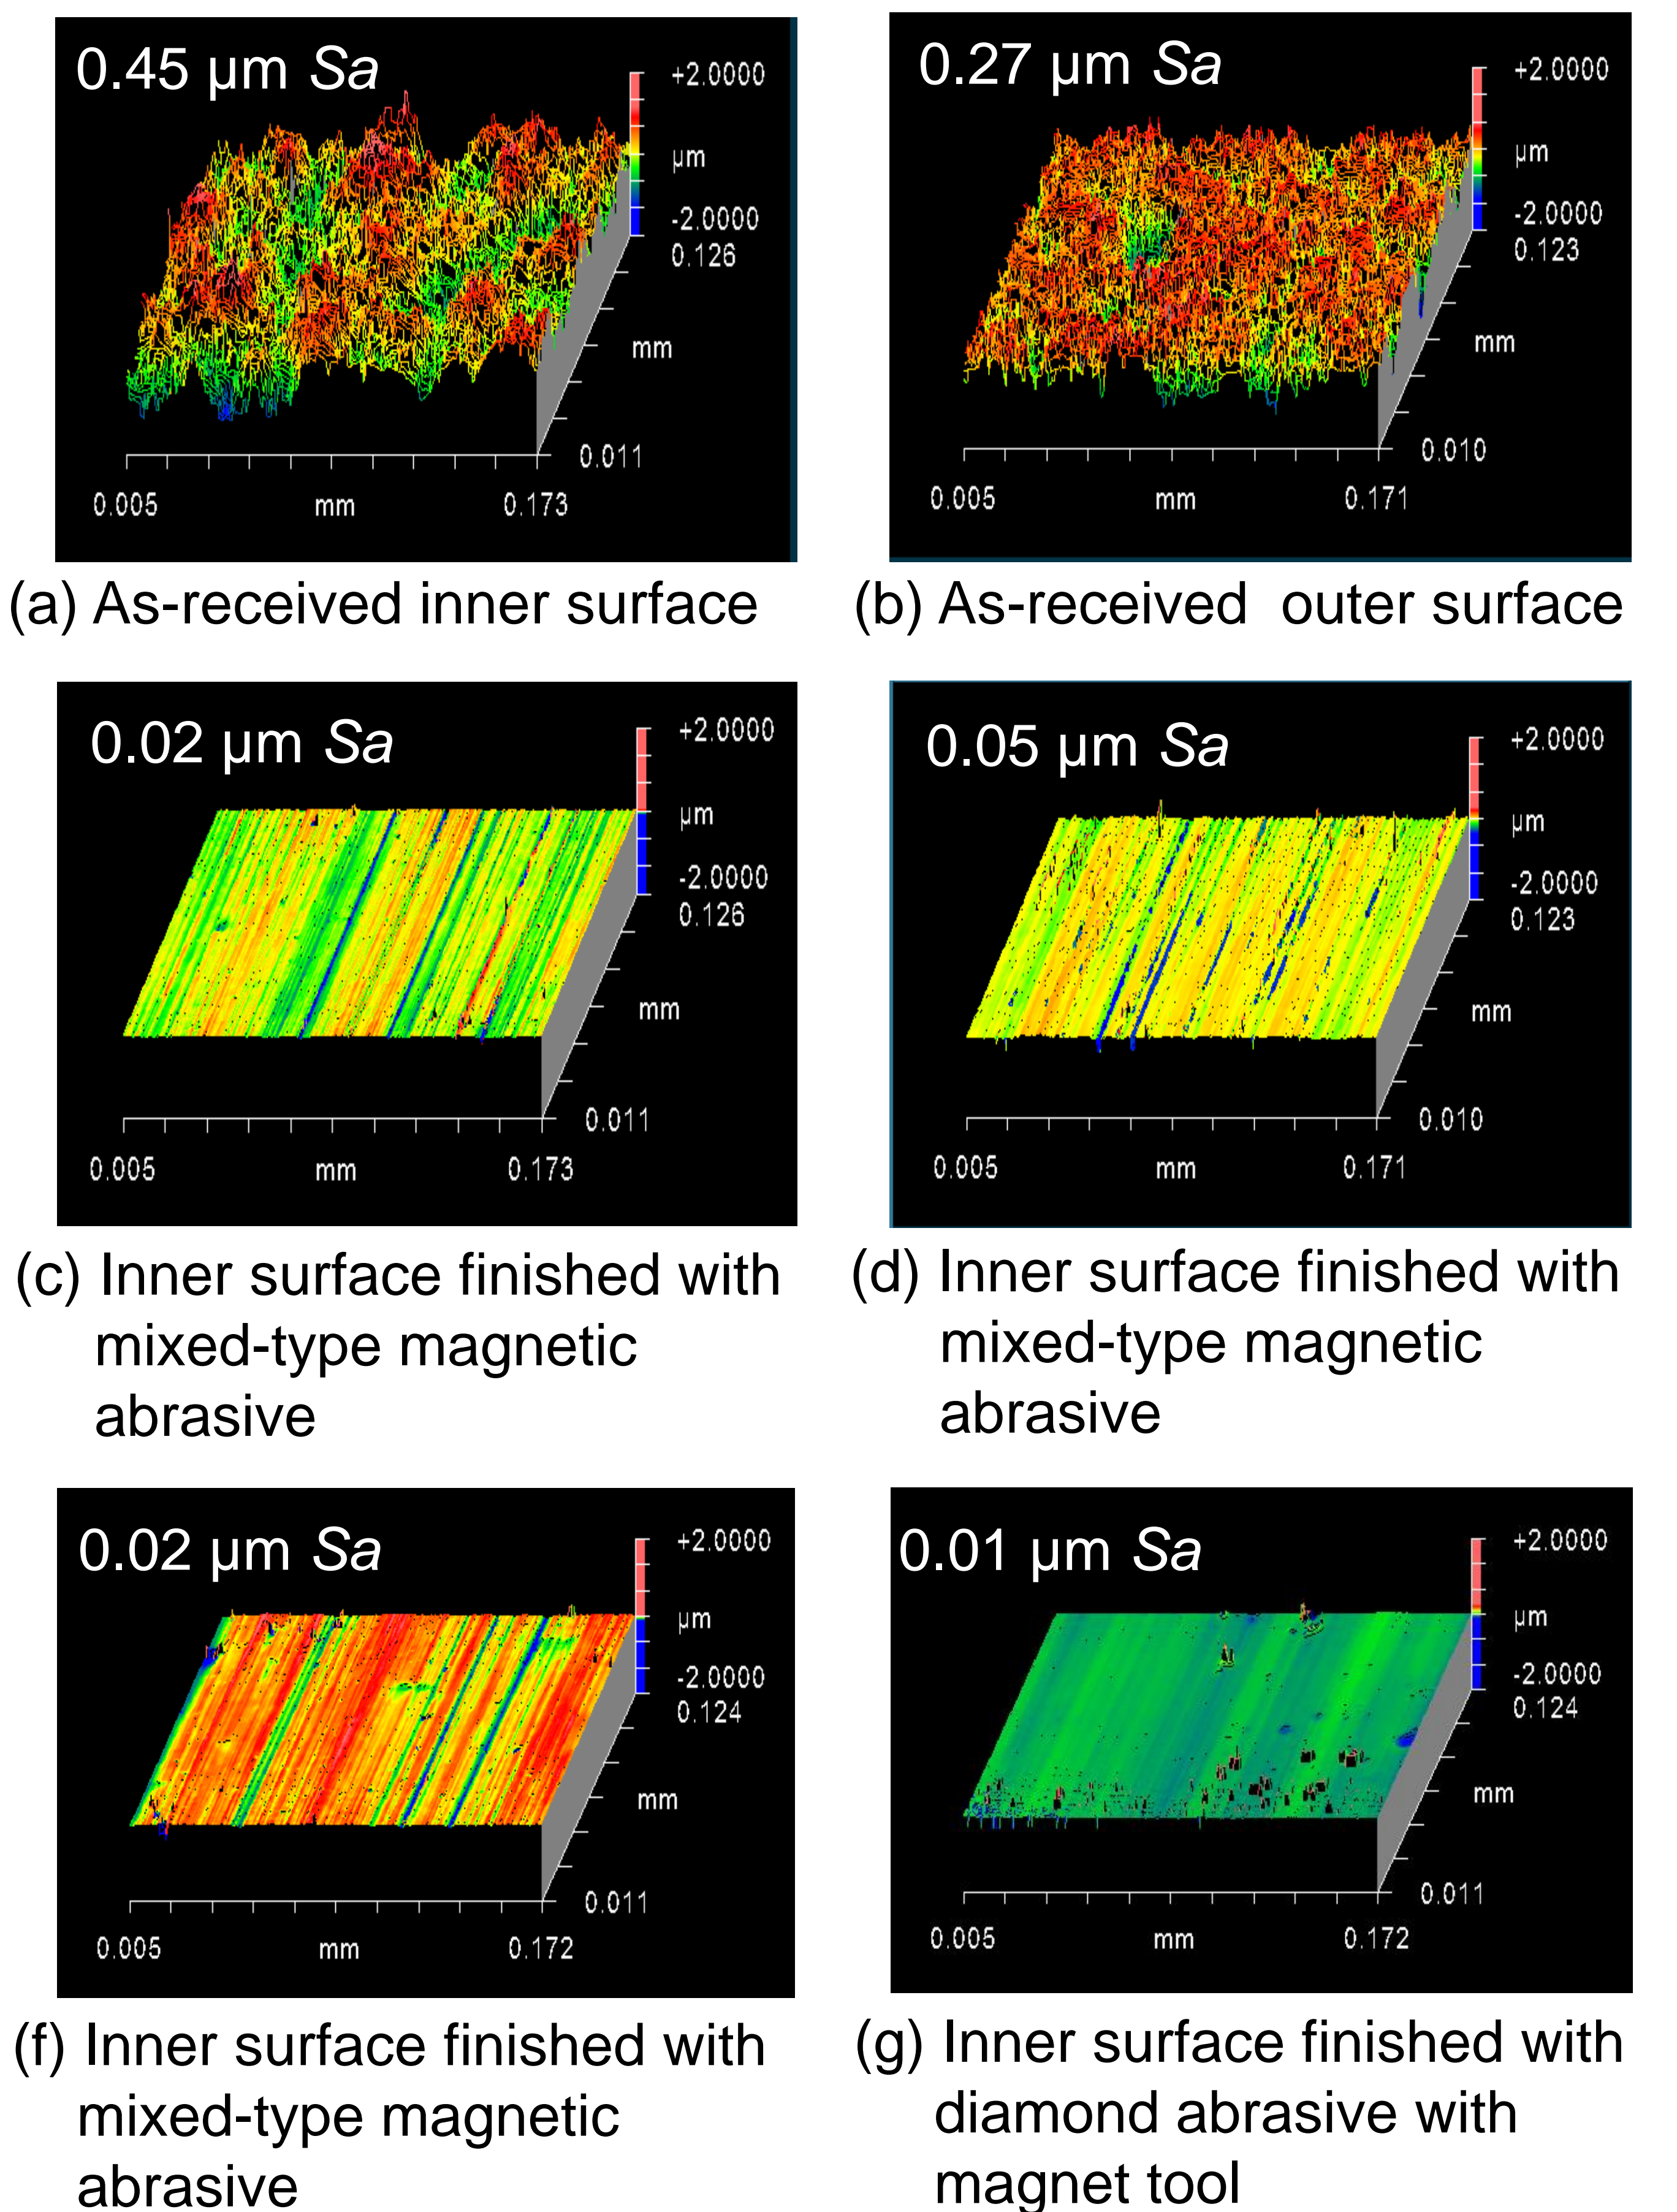 0.45 µm Sa
+2.0000
µm
-2.0000
0.126
mm
0.011
0.005 mm 0.173
(a) As-received inner surface
0.27 µm Sa
+2.0000
µm
-2.0000
0.123
mm
0.010
0.005 mm 0.171
(b) As-received  outer surface
0.02 µm Sa
+2.0000
µm
-2.0000
0.126
mm
0.011
0.005 mm 0.173
(c) Inner surface finished with
mixed-type magnetic
abrasive
0.05 µm Sa
+2.0000
µm
-2.0000
0.123
mm
0.010
0.005 mm 0.171
(d) Inner surface finished with
mixed-type magnetic
abrasive
0.02 µm Sa
+2.0000
µm
-2.0000
0.124
mm
0.011
0.005 mm 0.172
(f) Inner surface finished with
mixed-type magnetic
abrasive
0.01 µm Sa
+2.0000
µm
-2.0000
0.124
mm
0.011
0.005 mm 0.172
(g) Inner surface finished with
diamond abrasive with
magnet tool